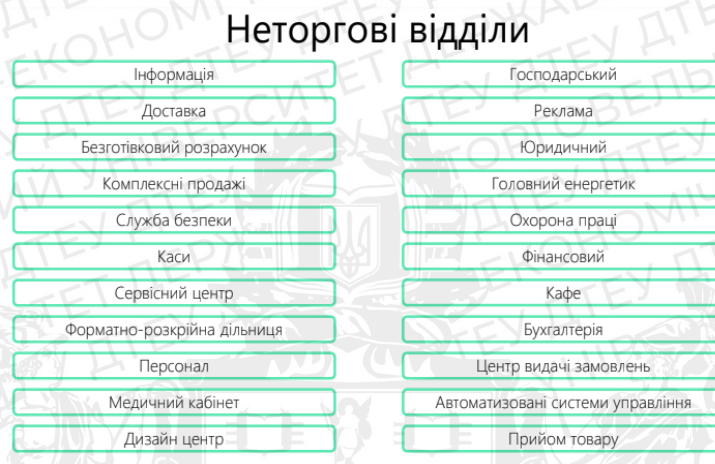 Неторгові відділи
Інформація
Доставка
Безготівковий розрахунок
Комплексні продажі
Служба безпеки
Каси
Сервісний центр
Форматно-розкрійна дільниця
Персонал
Медичний кабінет
Дизайн центр
Господарський
Реклама
Юридичний
Головний енергетик
Охорона праці
Фінансовий
Кафе
Бухгалтерія
Центр видачі замовлень
Автоматизовані системи управління
Прийом товару